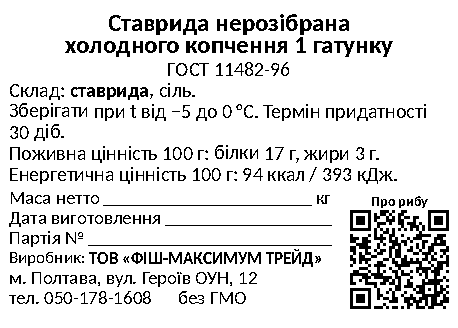 Ставрида нерозібрана
холодного копчення 1 гатунку
ГОСТ 11482-96
Склад: ставрида, сіль.
Зберігати при t від −5 до 0 °С. Термін придатності
30 діб.
Поживна цінність 100 г: білки 17 г, жири 3 г.
Енергетична цінність 100 г: 94 ккал / 393 кДж.
Маса нетто ________________________ кг
Дата виготовлення ____________________
Партія № _____________________________
Про рибу
Виробник: ТОВ «ФІШ-МАКСИМУМ ТРЕЙД»
м. Полтава, вул. Героїв ОУН, 12
тел. 050-178-1608 без ГМО